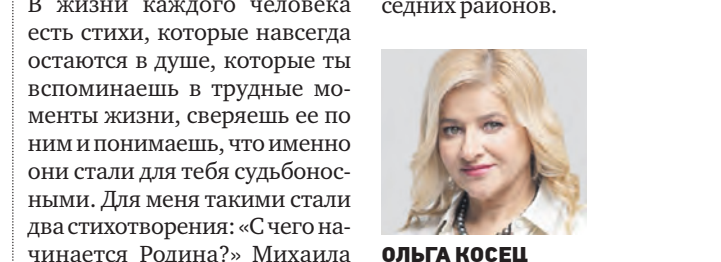 В жизни каждого человека
есть стихи, которые навсегда
остаются в душе, которые ты
вспоминаешь в трудные мо-
менты жизни, сверяешь ее по
ним и понимаешь, что именно
они стали для тебя судьбонос-
ными. Для меня такими стали
два стихотворения: «С чего на-
чинается Родина?» Михаила
седних районов.
ОЛЬГА КОСЕЦ